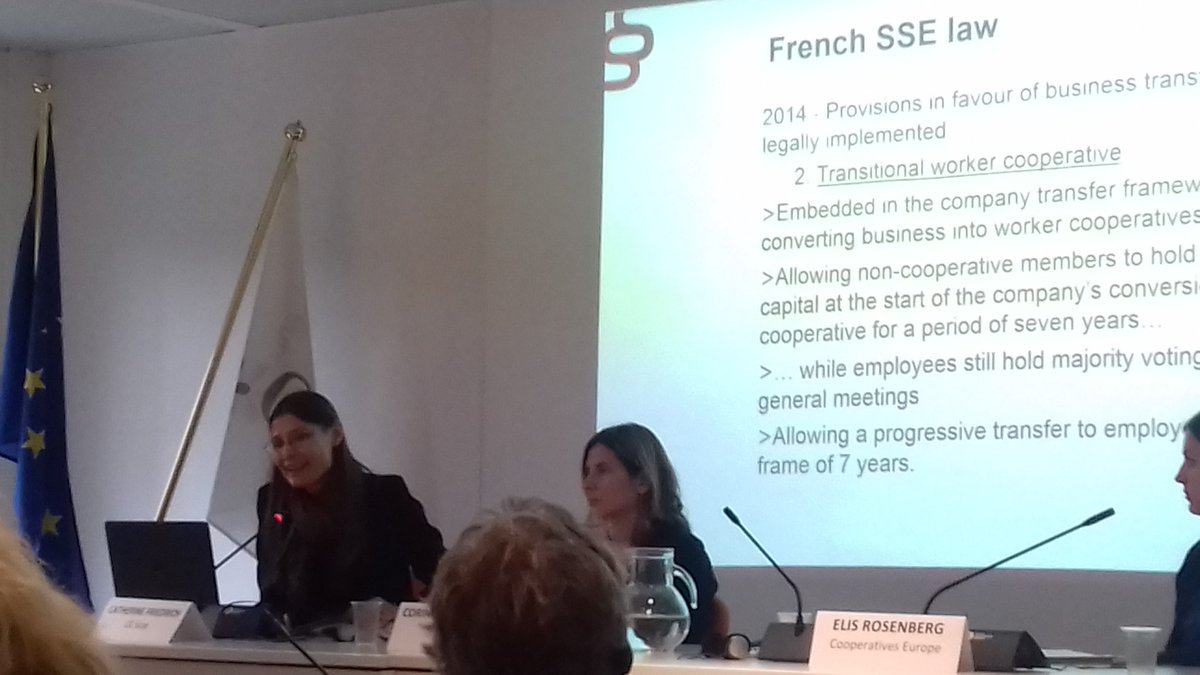 French SSE law
2014 - Provisions in favour of business trans
legally implemented
2 Transitional worker cooperative
>Embedded in the company transfer framew
converting business into worker cooperatives
>Allowing non-cooperative members to hold
capital at the start of the company's conversi
cooperative for a period of seven years...
>... while employees still hold majority voting
general meetings
>Allowing a progressive transfer to employ
frame of 7 years.
CATHERINE FRIEDRICH
CORIN
ELIS ROSENBERG
Cooperatives Europe